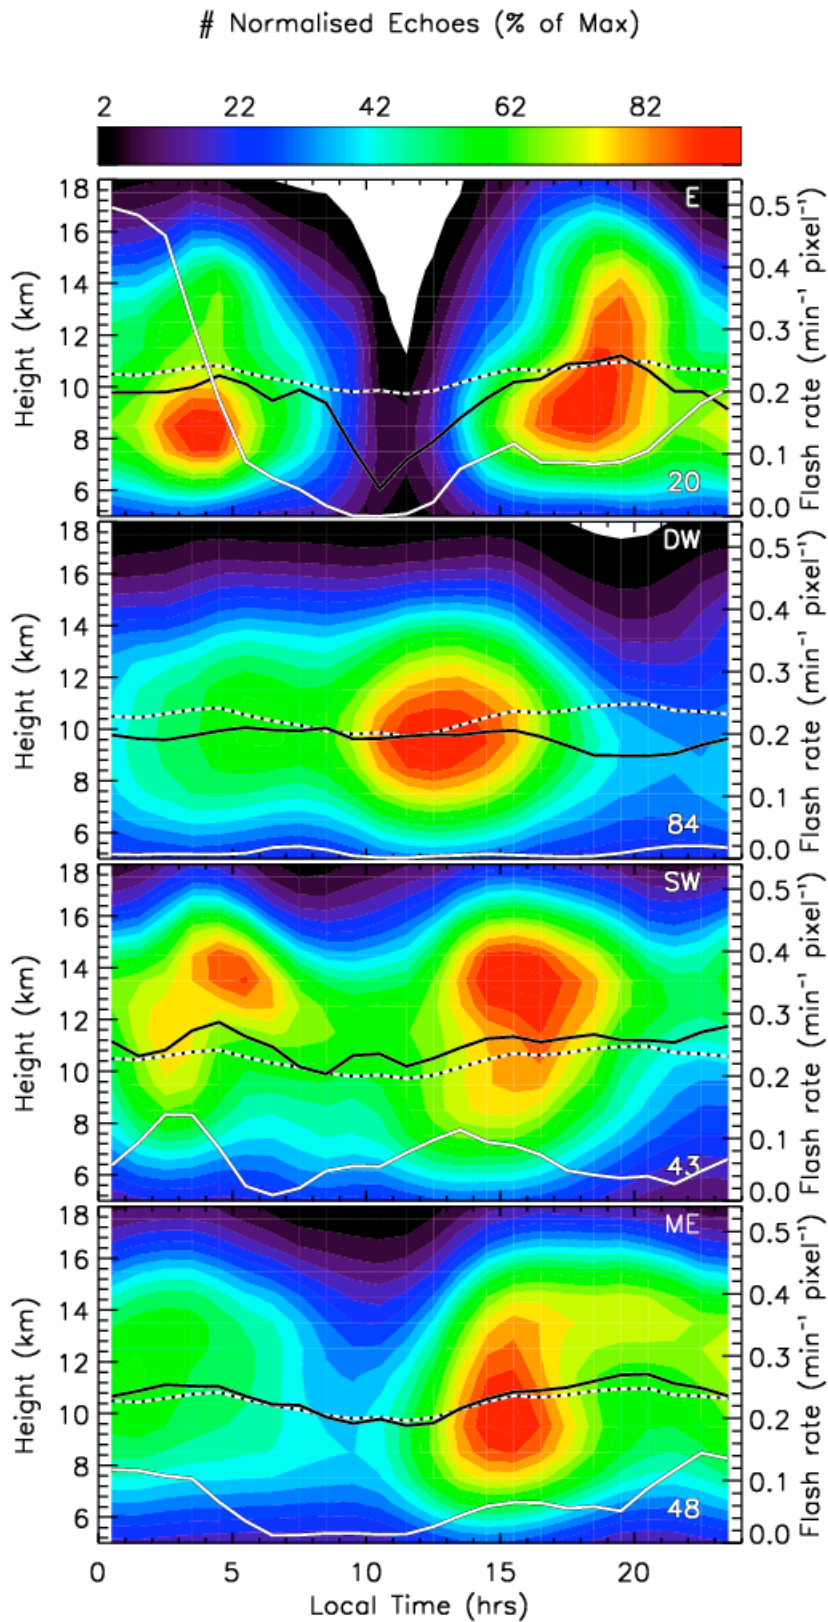 # Normalised Echoes (% of Max)
2 22 42 62 82
18 E 0.5
16
14 0.4
12 0.3
10 0.2
8 0.1
6 20 0.0
Height (km)
Flash rate (min⁻¹ pixel⁻¹)
18 DW 0.5
16 0.4
14
12 0.3
10 0.2
8 0.1
6 84 0.0
Height (km)
Flash rate (min⁻¹ pixel⁻¹)
18 SW 0.5
16
14 0.4
12 0.3
10 0.2
8 0.1
6 43 0.0
Height (km)
Flash rate (min⁻¹ pixel⁻¹)
18 ME 0.5
16
14 0.4
12 0.3
10 0.2
8 0.1
6 48 0.0
Height (km)
Flash rate (min⁻¹ pixel⁻¹)
0 5 10 15 20
Local Time (hrs)